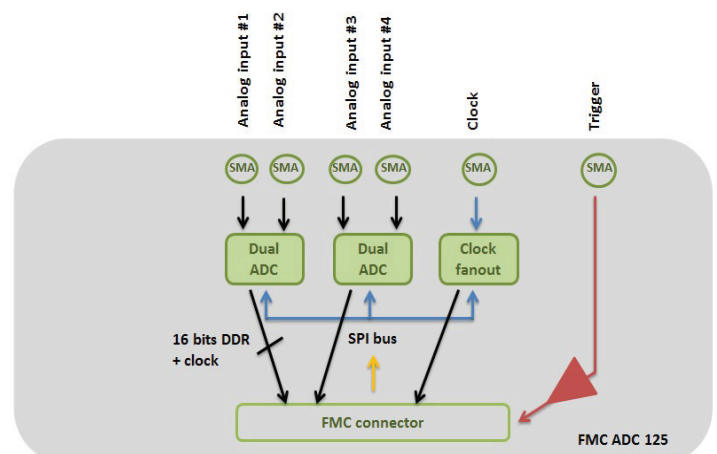 Analog input #1
Analog input #2
Analog input #3
Analog input #4
Clock
Trigger
SMA
SMA
SMA
SMA
SMA
SMA
Dual
ADC
Dual
ADC
Clock
fanout
16 bits DDR
+ clock
SPI bus
FMC connector
FMC ADC 125